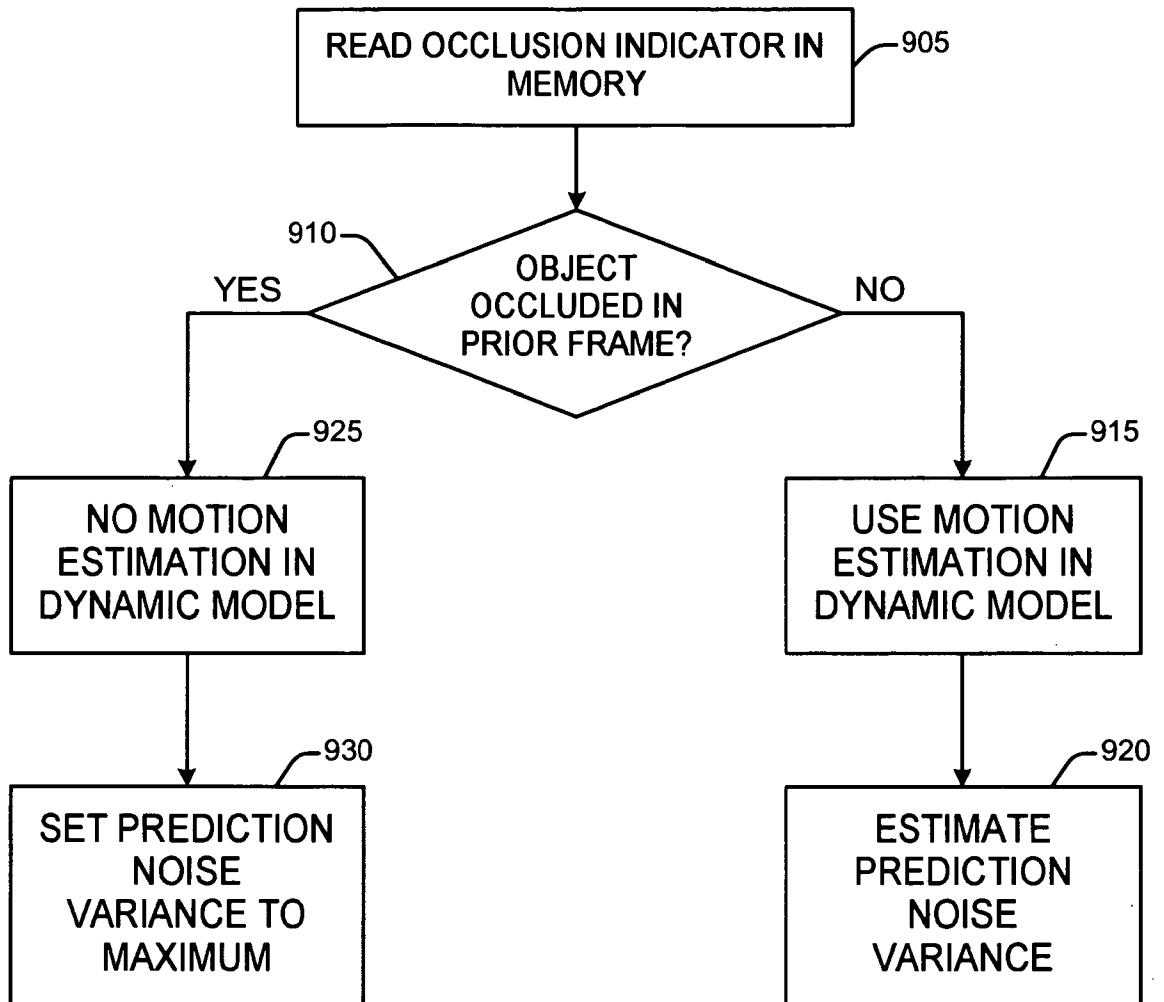 READ OCCLUSION INDICATOR IN
MEMORY
905
910
OBJECT
OCCLUDED IN
PRIOR FRAME?
YES
NO
925
NO MOTION
ESTIMATION IN
DYNAMIC MODEL
915
USE MOTION
ESTIMATION IN
DYNAMIC MODEL
930
SET PREDICTION
NOISE
VARIANCE TO
MAXIMUM
920
ESTIMATE
PREDICTION
NOISE
VARIANCE